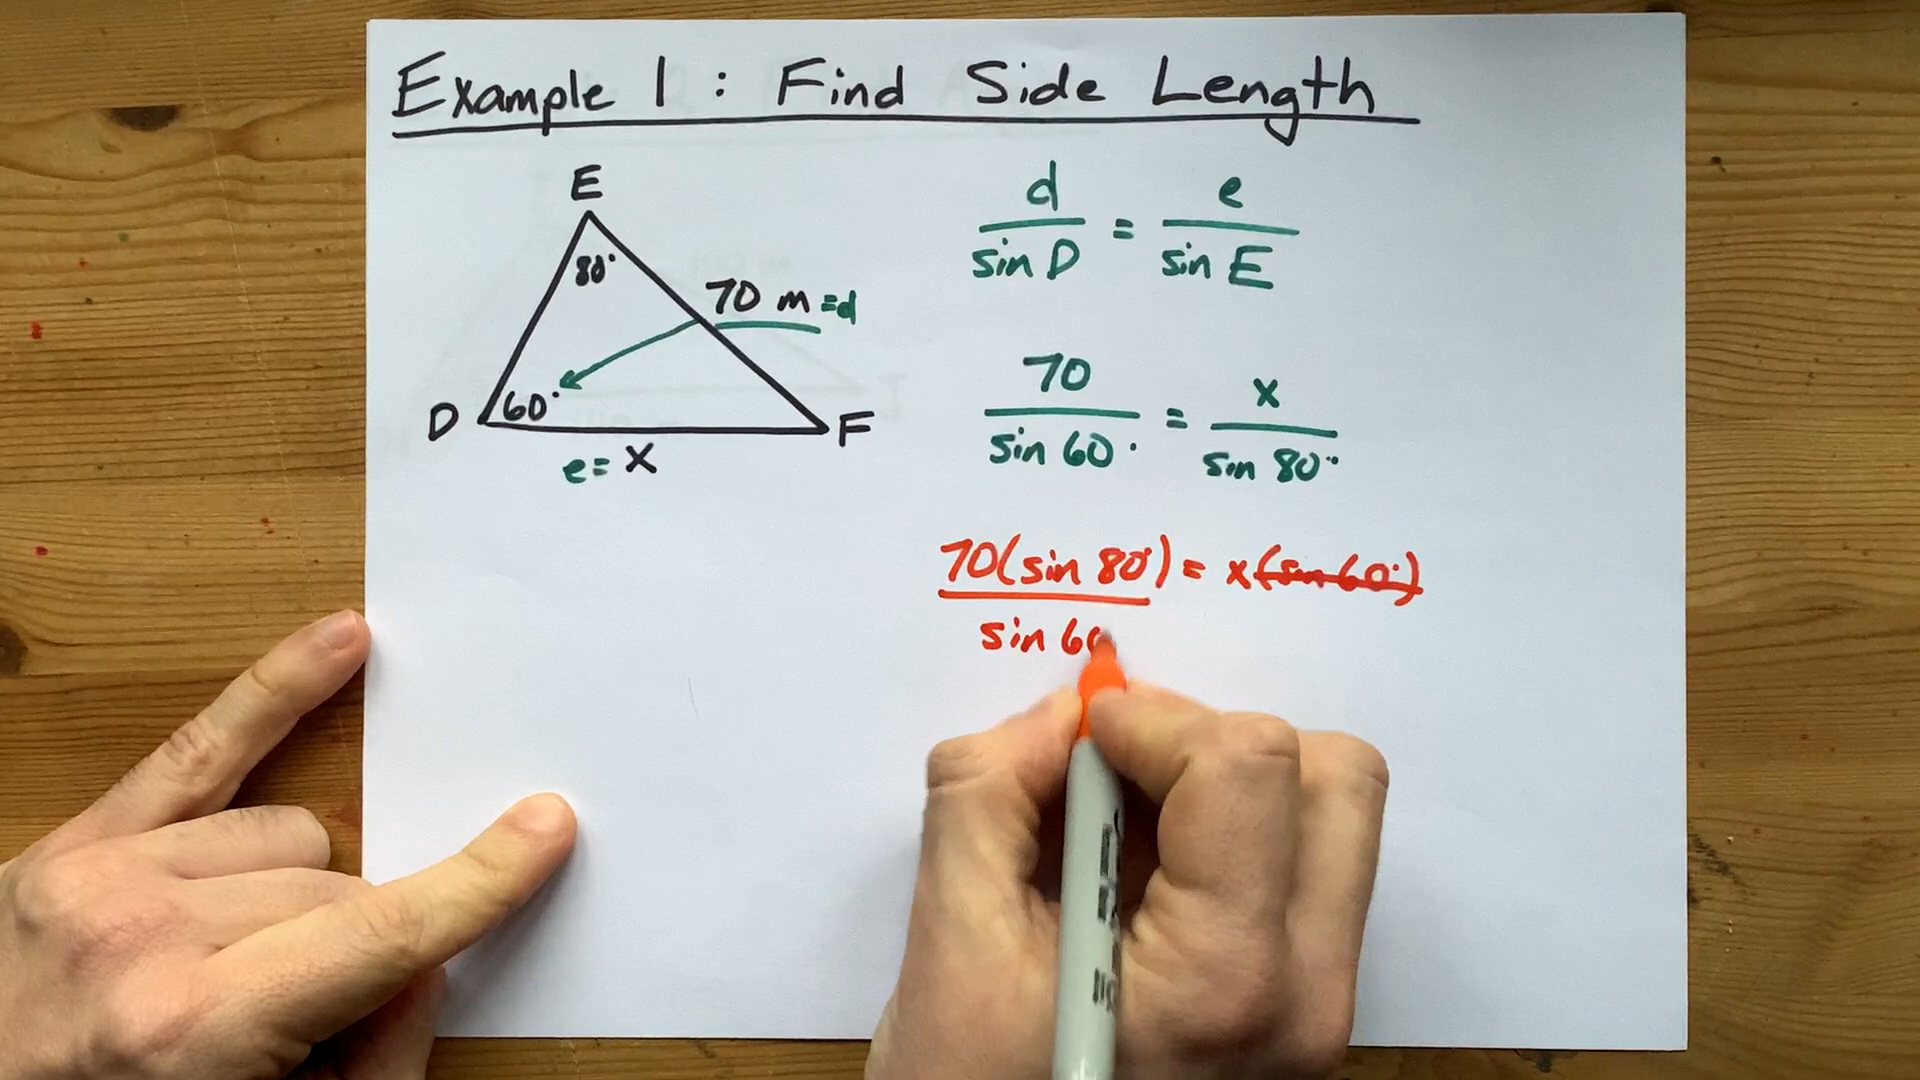 Example 1 : Find Side Length
E
80°
70 m =d
60°
D
F
e= x
d
sin D
=
e
sin E
70
sin 60°
=
x
sin 80°
70(sin 80°) = x(sin 60°)
sin 60